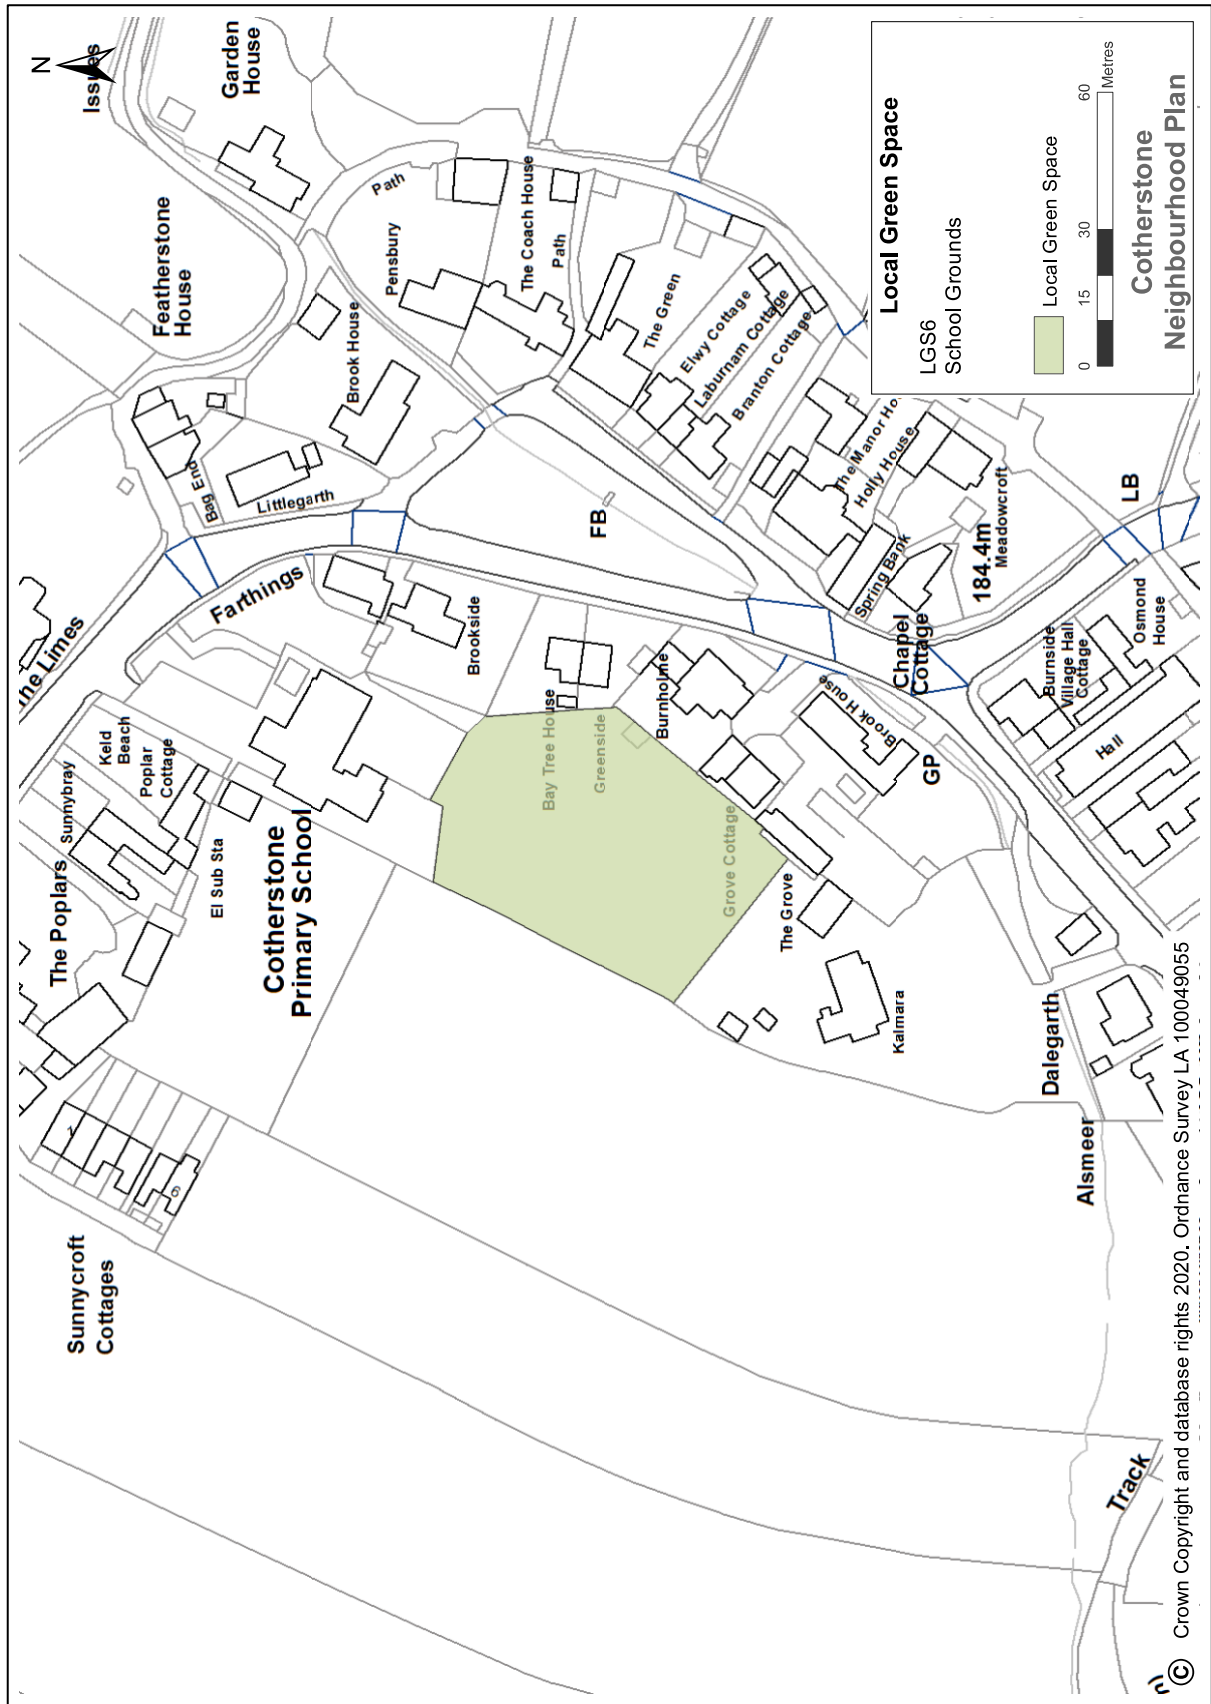 N
Issues
Garden
House
Featherstone
House
Path
Pensbury
The Coach House
Path
Brook House
Bag End
Littlegarth
The Green
Elwy Cottage
Laburnam Cottage
Branton Cottage
FB
Farthings
The Limes
Keld
Beach
Poplar
Cottage
Sunnybray
The Poplars
El Sub Sta
Cotherstone
Primary School
Brookside
Bay Tree House
Greenside
Burnholme
Grove Cottage
The Grove
Kalmara
Brook House
GP
Chapel
Cottage
Spring Bank
Holly House
The Manor Ho
184.4m
Meadowcroft
LB
Burnside
Village Hall
Cottage
Osmond
House
Hall
Dalegarth
Alsmeer
Sunnycroft
Cottages
7
6
Track
Local Green Space
LGS6
School Grounds
Local Green Space
0 15 30 60
Metres
Cotherstone
Neighbourhood Plan
© Crown Copyright and database rights 2020. Ordnance Survey LA 100049055